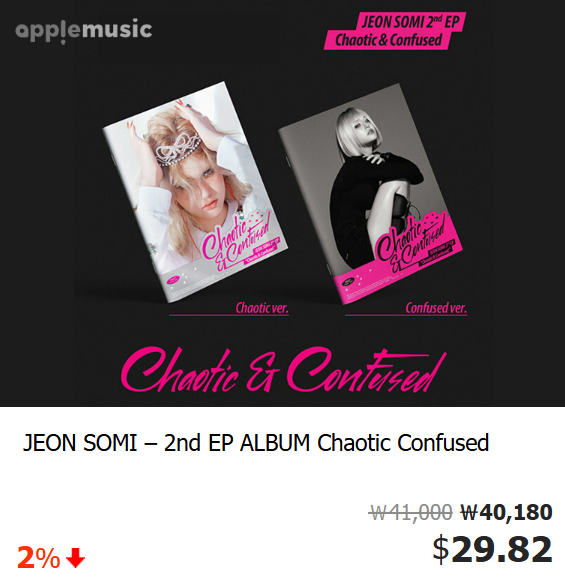 applemusic
JEON SOMI 2nd EP
Chaotic & Confused
Chaotic
& Confused
Chaotic
& Confused
Chaotic ver.
Confused ver.
Chaotic & Confused
JEON SOMI – 2nd EP ALBUM Chaotic Confused
₩41,000 ₩40,180
2%
$29.82